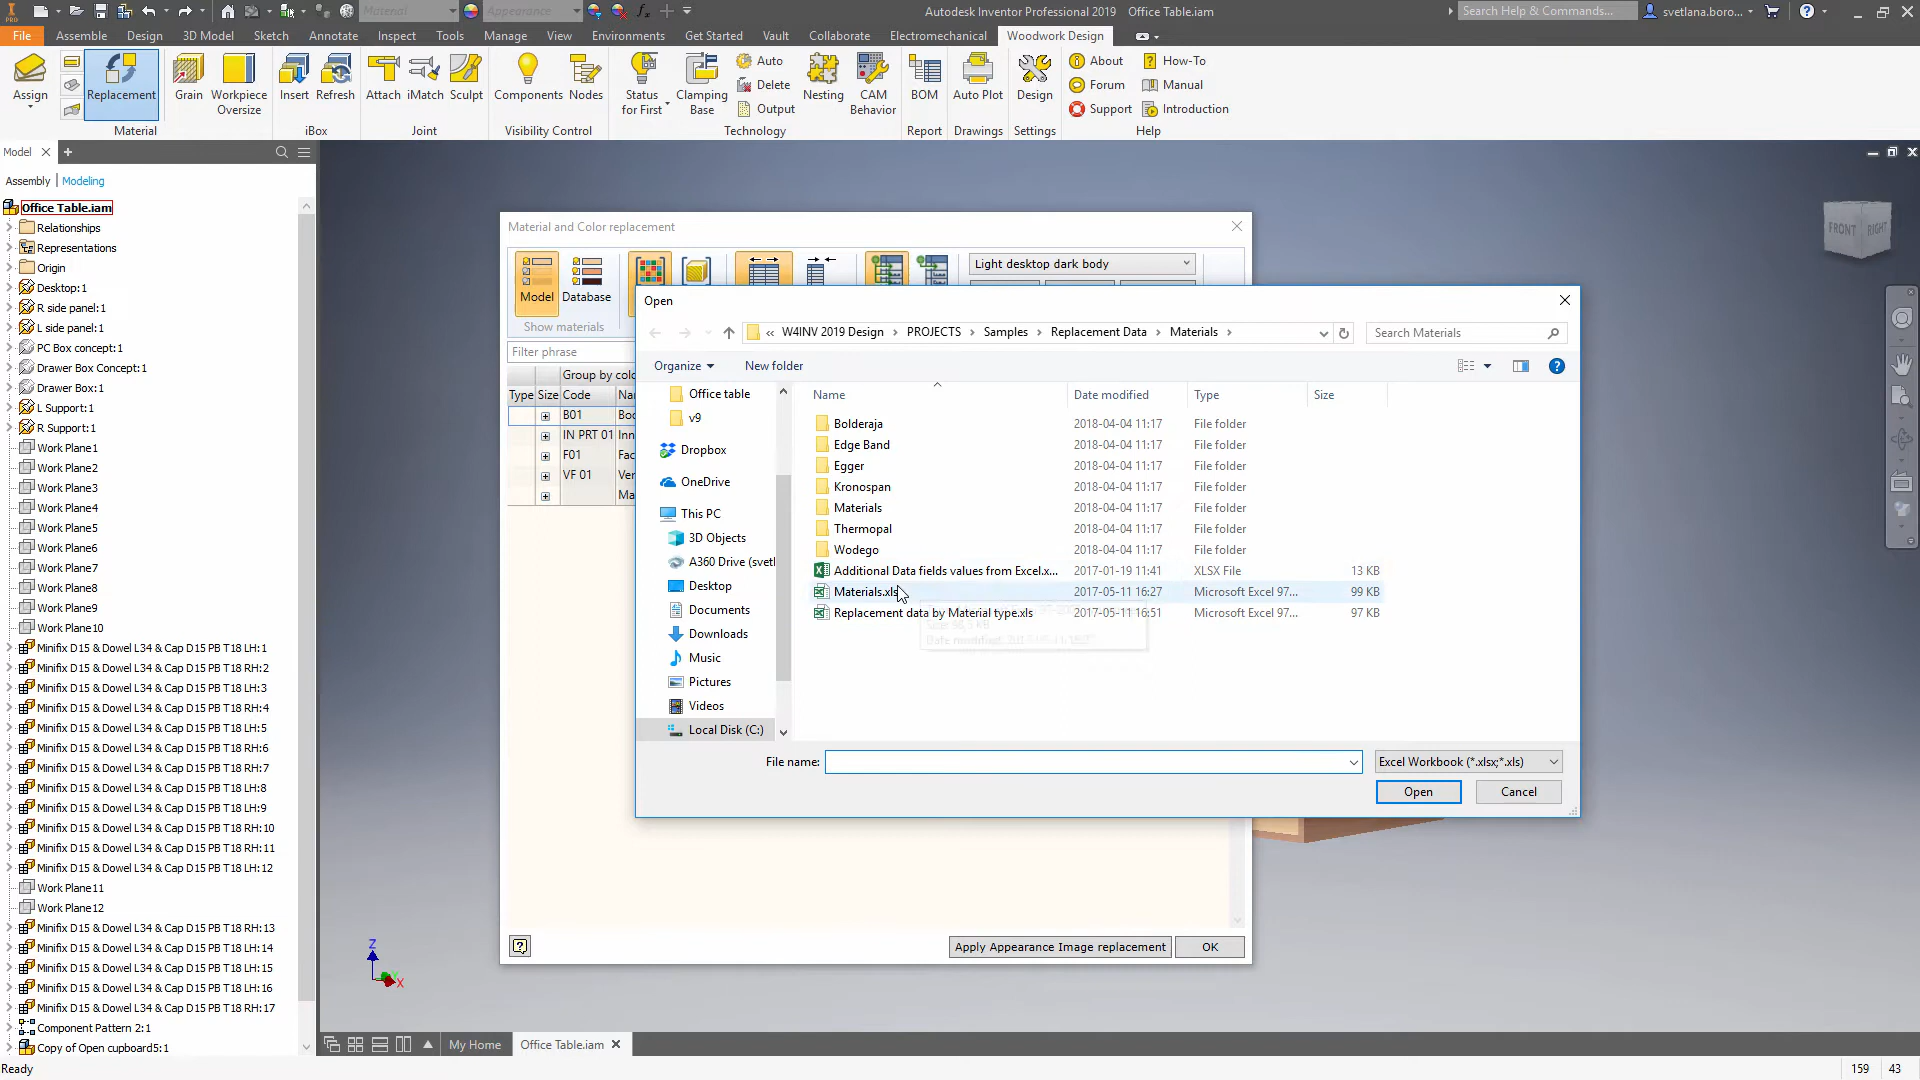 Material
Appearance
Autodesk Inventor Professional 2019 Office Table.iam
Search Help & Commands...
svetlana.boro...
PRO
File Assemble Design 3D Model Sketch Annotate Inspect Tools Manage View Environments Get Started Vault Collaborate Electromechanical Woodwork Design
Assign
Replacement
Grain
Workpiece Oversize
Insert
Refresh
Attach
iMatch
Sculpt
Components
Nodes
Status for First
Clamping Base
Auto
Delete
Output
Nesting
CAM Behavior
BOM
Auto Plot
Design
About
Forum
Support
How-To
Manual
Introduction
Material
iBox
Joint
Visibility Control
Technology
Report
Drawings
Settings
Help
Model
Assembly
Modeling
Office Table.iam
Relationships
Representations
Origin
Desktop:1
R side panel:1
L side panel:1
PC Box concept:1
Drawer Box Concept:1
Drawer Box:1
L Support:1
R Support:1
Work Plane1
Work Plane2
Work Plane3
Work Plane4
Work Plane5
Work Plane6
Work Plane7
Work Plane8
Work Plane9
Work Plane10
Minifix D15 & Dowel L34 & Cap D15 PB T18 LH:1
Minifix D15 & Dowel L34 & Cap D15 PB T18 RH:2
Minifix D15 & Dowel L34 & Cap D15 PB T18 LH:3
Minifix D15 & Dowel L34 & Cap D15 PB T18 RH:4
Minifix D15 & Dowel L34 & Cap D15 PB T18 LH:5
Minifix D15 & Dowel L34 & Cap D15 PB T18 RH:6
Minifix D15 & Dowel L34 & Cap D15 PB T18 RH:7
Minifix D15 & Dowel L34 & Cap D15 PB T18 LH:8
Minifix D15 & Dowel L34 & Cap D15 PB T18 LH:9
Minifix D15 & Dowel L34 & Cap D15 PB T18 RH:10
Minifix D15 & Dowel L34 & Cap D15 PB T18 RH:11
Minifix D15 & Dowel L34 & Cap D15 PB T18 LH:12
Work Plane11
Work Plane12
Minifix D15 & Dowel L34 & Cap D15 PB T18 RH:13
Minifix D15 & Dowel L34 & Cap D15 PB T18 LH:14
Minifix D15 & Dowel L34 & Cap D15 PB T18 LH:15
Minifix D15 & Dowel L34 & Cap D15 PB T18 LH:16
Minifix D15 & Dowel L34 & Cap D15 PB T18 RH:17
Component Pattern 2:1
Copy of Open cupboard5:1
Ready
Material and Color replacement
Model
Database
Show materials
Light desktop dark body
Filter phrase
Group by colo
Type Size Code Na
B01 Boo
IN PRT 01 Inn
F01 Fac
VF 01 Ver
Ma
Apply Appearance Image replacement
OK
Open
« W4INV 2019 Design PROJECTS Samples Replacement Data Materials
Search Materials
Organize
New folder
Office table
v9
Dropbox
OneDrive
This PC
3D Objects
A360 Drive (svetl
Desktop
Documents
Downloads
Music
Pictures
Videos
Local Disk (C:)
Name Date modified Type Size
Bolderaja 2018-04-04 11:17 File folder
Edge Band 2018-04-04 11:17 File folder
Egger 2018-04-04 11:17 File folder
Kronospan 2018-04-04 11:17 File folder
Materials 2018-04-04 11:17 File folder
Thermopal 2018-04-04 11:17 File folder
Wodego 2018-04-04 11:17 File folder
Additional Data fields values from Excel.x... 2017-01-19 11:41 XLSX File 13 KB
Materials.xls 2017-05-11 16:27 Microsoft Excel 97... 99 KB
Replacement data by Material type.xls 2017-05-11 16:51 Microsoft Excel 97... 97 KB
File name:
Excel Workbook (*.xlsx;*.xls)
Open
Cancel
FRONT
RIGHT
Z
X
My Home
Office Table.iam
159 43